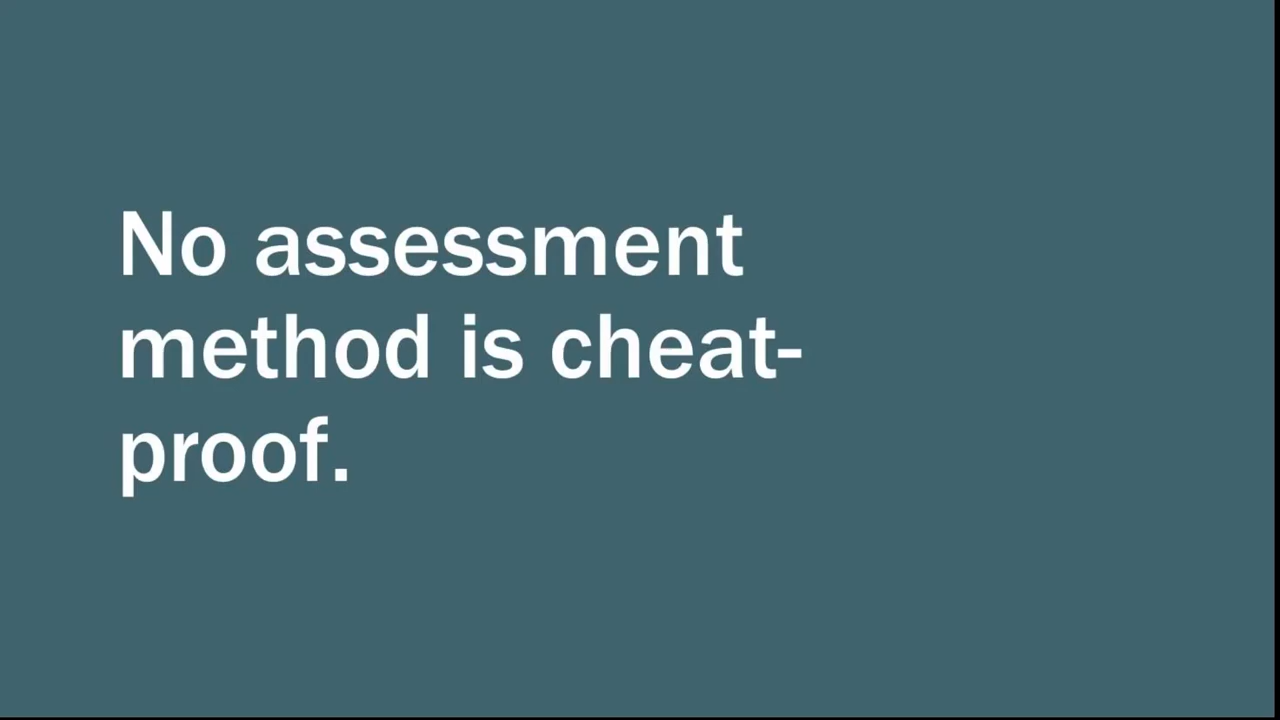 No assessment
method is cheat-
proof.